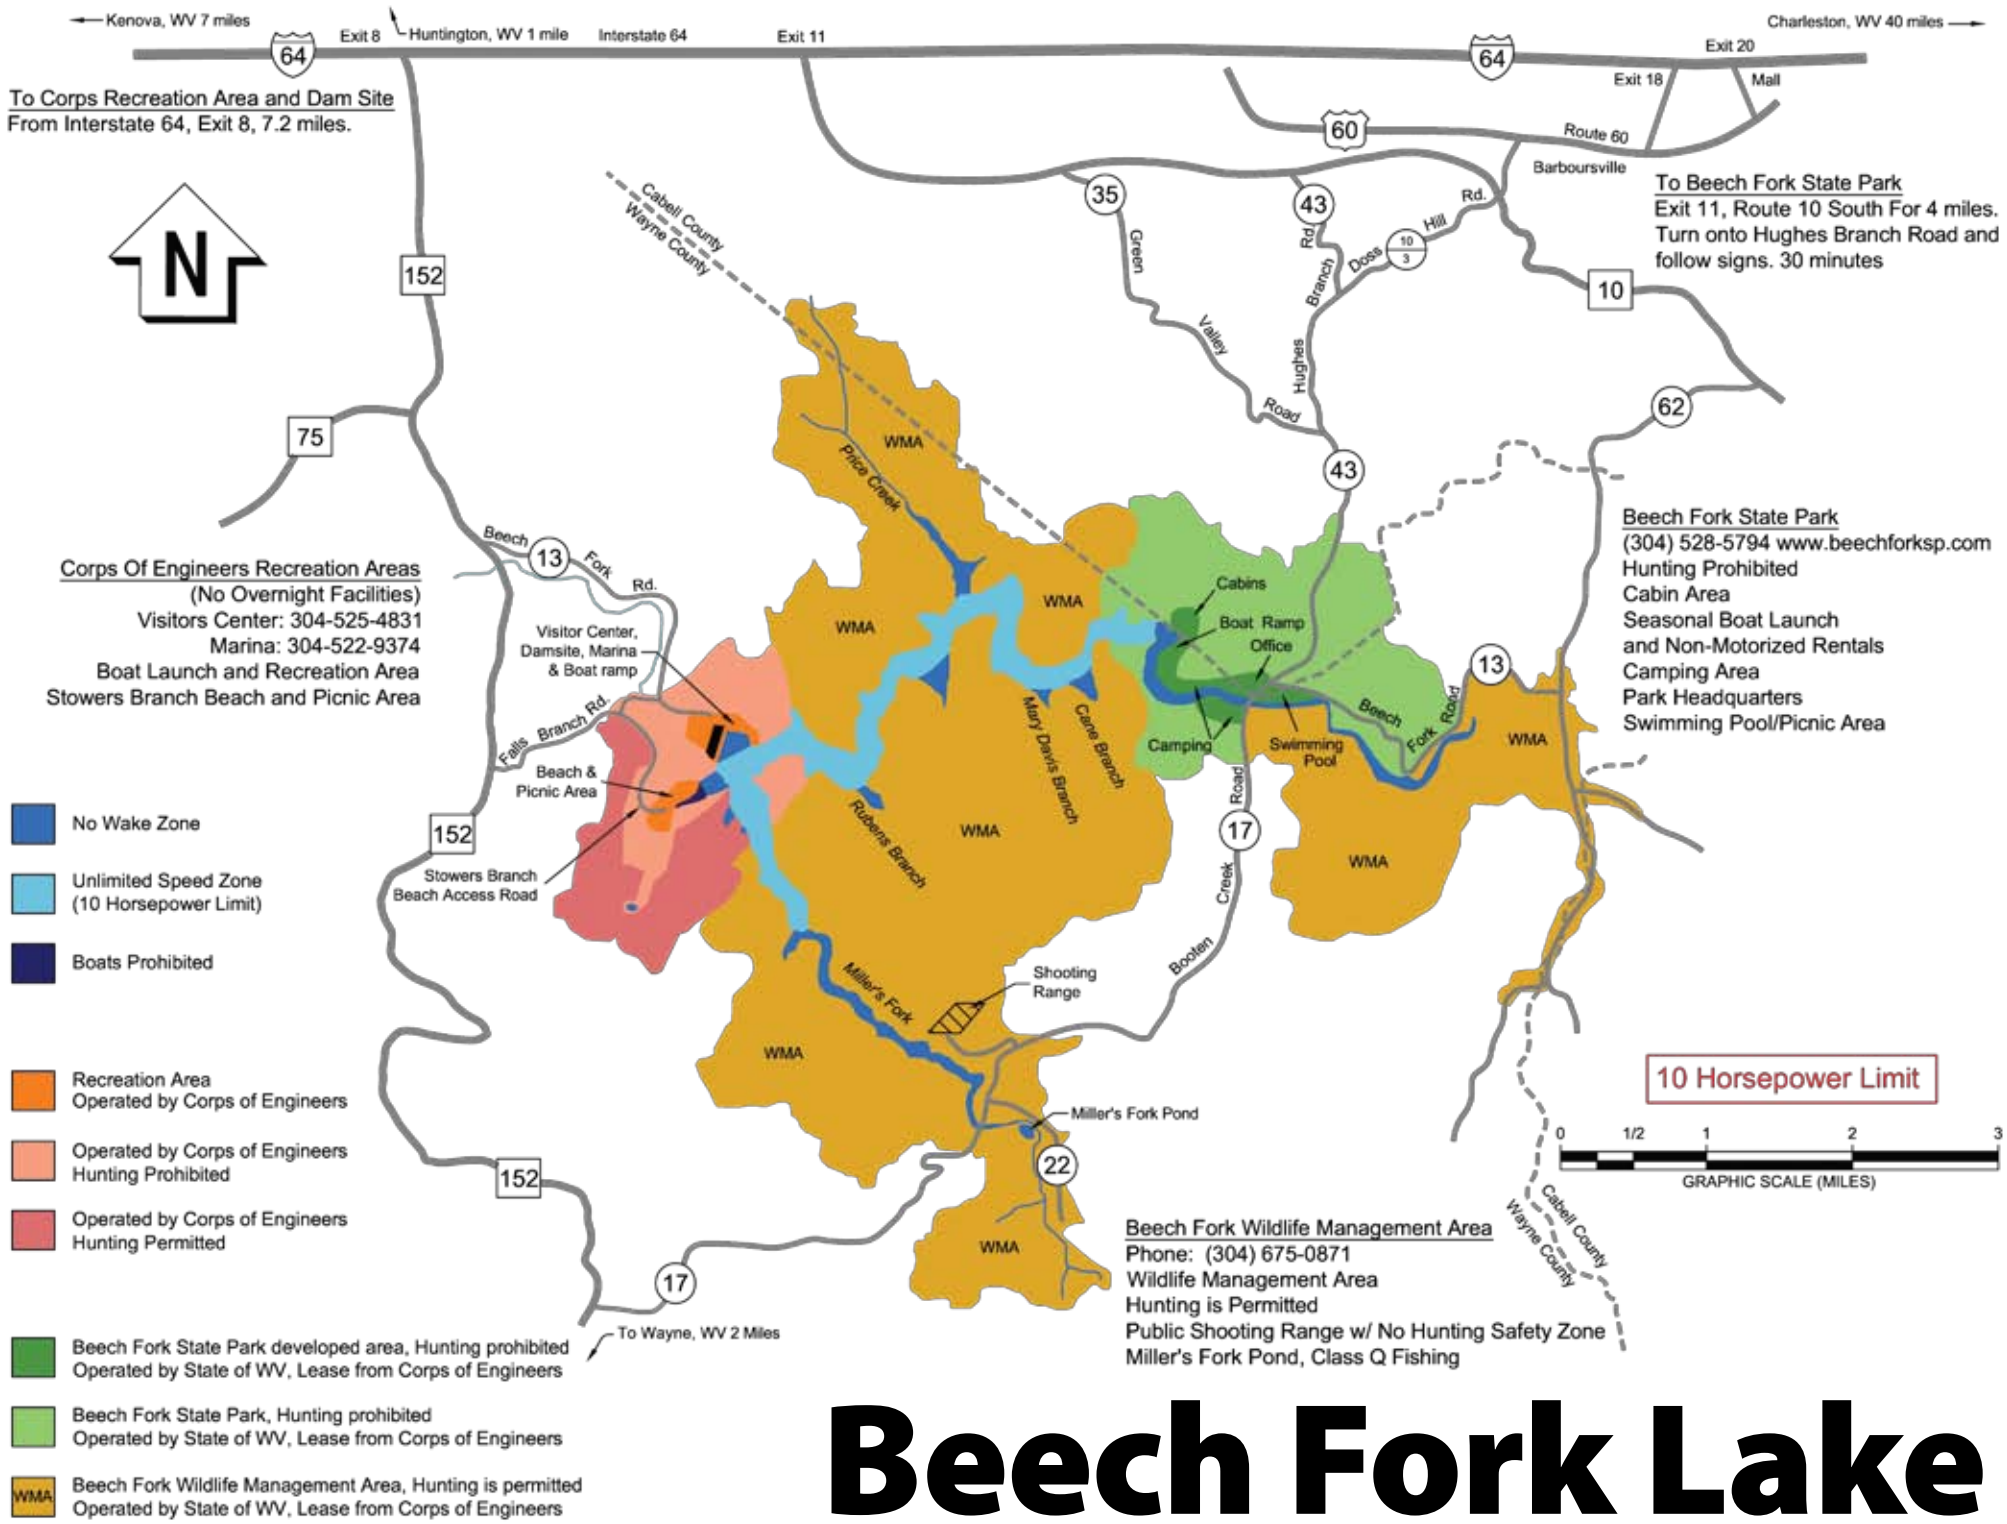 Kenova, WV 7 miles
Huntington, WV 1 mile
Charleston, WV 40 miles
Exit 8
Interstate 64
Exit 11
Exit 20
64
64
Exit 18
Mall
To Corps Recreation Area and Dam Site
From Interstate 64, Exit 8, 7.2 miles.
60
Route 60
Barboursville
To Beech Fork State Park
Exit 11, Route 10 South For 4 miles.
Turn onto Hughes Branch Road and
follow signs. 30 minutes
N
152
75
Cabell County
Wayne County
35
Green
Valley
Road
43
Hughes
Branch
Rd.
Doss
Hill
Rd.
10
3
10
62
43
WMA
Price Creek
Beech
13
Fork
Rd.
Corps Of Engineers Recreation Areas
(No Overnight Facilities)
Visitors Center: 304-525-4831
Marina: 304-522-9374
Boat Launch and Recreation Area
Stowers Branch Beach and Picnic Area
Visitor Center,
Damsite, Marina
& Boat ramp
Falls
Branch Rd.
Beach &
Picnic Area
Stowers Branch
Beach Access Road
152
WMA
WMA
Cabins
Boat Ramp
Office
Camping
Swimming
Pool
Beech
Fork
Road
13
WMA
Beech Fork State Park
(304) 528-5794 www.beechforksp.com
Hunting Prohibited
Cabin Area
Seasonal Boat Launch
and Non-Motorized Rentals
Camping Area
Park Headquarters
Swimming Pool/Picnic Area
Mary Davis Branch
Cane Branch
Rubens Branch
WMA
WMA
Road
17
Creek
Booten
Shooting
Range
Miller's Fork
WMA
Miller's Fork Pond
22
WMA
152
17
To Wayne, WV 2 Miles
No Wake Zone
Unlimited Speed Zone
(10 Horsepower Limit)
Boats Prohibited
Recreation Area
Operated by Corps of Engineers
Operated by Corps of Engineers
Hunting Prohibited
Operated by Corps of Engineers
Hunting Permitted
Beech Fork State Park developed area, Hunting prohibited
Operated by State of WV, Lease from Corps of Engineers
Beech Fork State Park, Hunting prohibited
Operated by State of WV, Lease from Corps of Engineers
WMA
Beech Fork Wildlife Management Area, Hunting is permitted
Operated by State of WV, Lease from Corps of Engineers
10 Horsepower Limit
0 1/2 1 2 3
GRAPHIC SCALE (MILES)
Cabell County
Wayne County
Beech Fork Wildlife Management Area
Phone: (304) 675-0871
Wildlife Management Area
Hunting is Permitted
Public Shooting Range w/ No Hunting Safety Zone
Miller's Fork Pond, Class Q Fishing
Beech Fork Lake